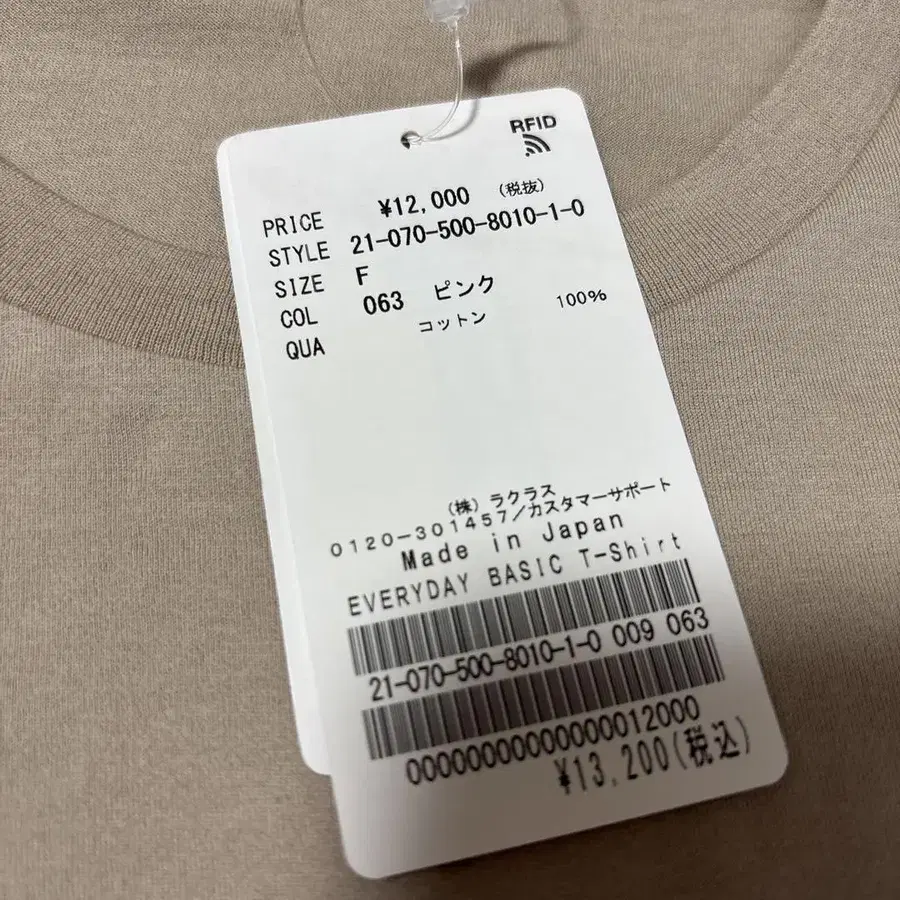 RFID
PRICE ¥12,000 (税抜)
STYLE 21-070-500-8010-1-0
SIZE F
COL 063 ピンク
QUA コットン 100%
(株) ラクラス
0120-301457/カスタマーサポート
Made in Japan
EVERYDAY BASIC T-Shirt
21-070-500-8010-1-0 009 063
00000000000000012000
¥13,200(税込)